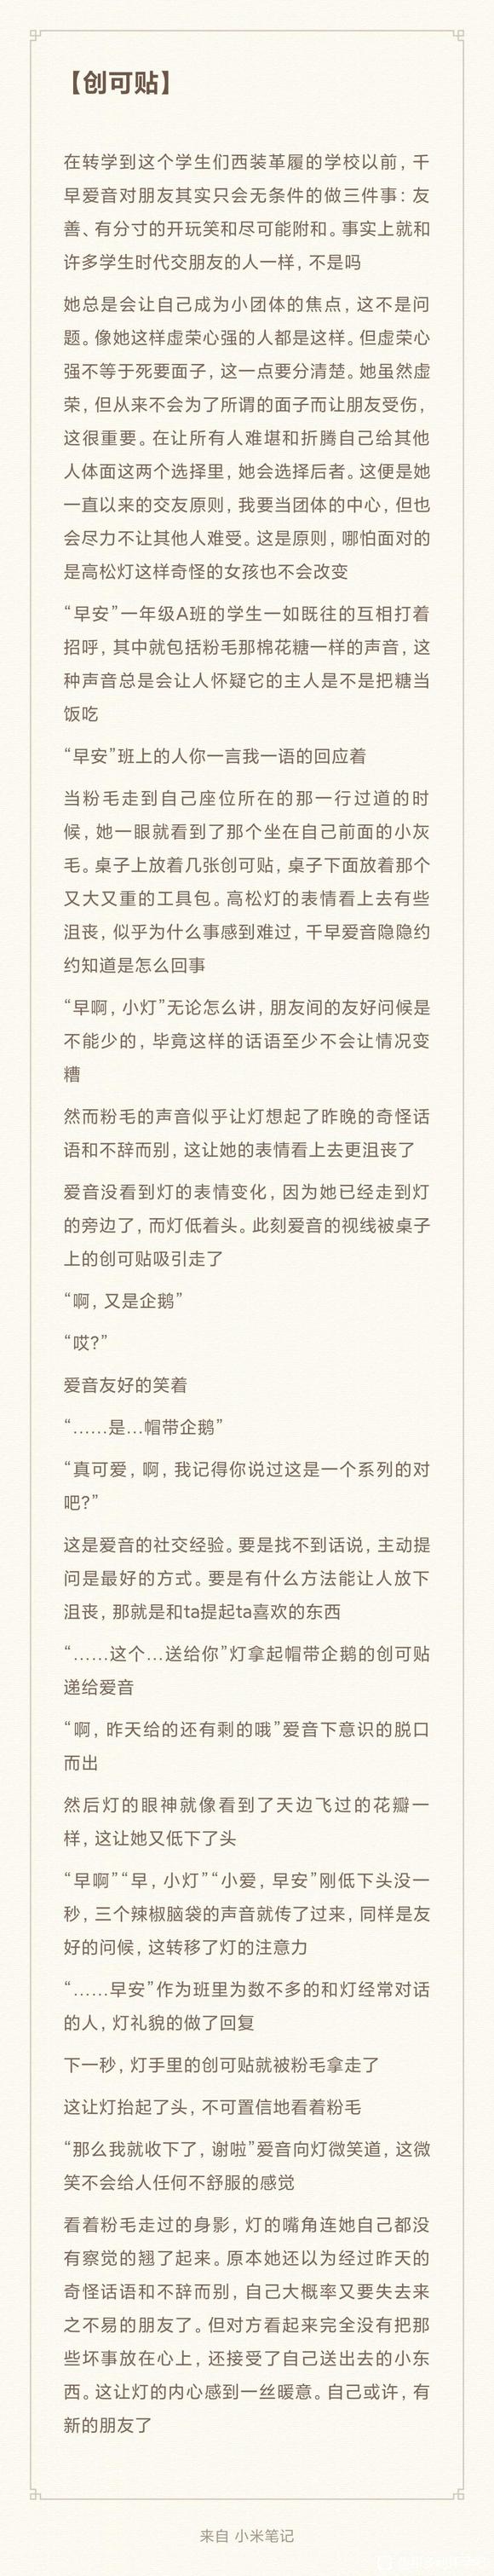 【创可贴】
在转学到这个学生们西装革履的学校以前，千
早爱音对朋友其实只会无条件的做三件事：友
善、有分寸的开玩笑和尽可能附和。事实上就和
许多学生时代交朋友的人一样，不是吗
她总是会让自己成为小团体的焦点，这不是问
题。像她这样虚荣心强的人都是这样。但虚荣心
强不等于死要面子，这一点要分清楚。她虽然虚
荣，但从来不会为了所谓的面子而让朋友受伤，
这很重要。在让所有人难堪和折腾自己给其他
人体面这两个选择里，她会选择后者。这便是她
一直以来的交友原则，我要当团体的中心，但也
会尽力不让其他人难受。这是原则，哪怕面对的
是高松灯这样奇怪的女孩也不会改变
“早安”一年级A班的学生一如既往的互相打着
招呼，其中就包括粉毛那棉花糖一样的声音，这
种声音总是会让人怀疑它的主人是不是把糖当
饭吃
“早安”班上的人你一言我一语的回应着
当粉毛走到自己座位所在的那一行过道的时
候，她一眼就看到了那个坐在自己前面的小灰
毛。桌子上放着几张创可贴，桌子下面放着那个
又大又重的工具包。高松灯的表情看上去有些
沮丧，似乎为什么事感到难过，千早爱音隐隐约
约知道是怎么回事
“早啊，小灯”无论怎么讲，朋友间的友好问候是
不能少的，毕竟这样的话语至少不会让情况变
糟
然而粉毛的声音似乎让灯想起了昨晚的奇怪话
语和不辞而别，这让她的表情看上去更沮丧了
爱音没看到灯的表情变化，因为她已经走到灯
的旁边了，而灯低着头。此刻爱音的视线被桌子
上的创可贴吸引走了
“啊，又是企鹅”
“哎？”
爱音友好的笑着
“……是…帽带企鹅”
“真可爱，啊，我记得你说过这是一个系列的对
吧？”
这是爱音的社交经验。要是找不到话说，主动提
问是最好的方式。要是有什么方法能让人放下
沮丧，那就是和ta提起ta喜欢的东西
“……这个…送给你”灯拿起帽带企鹅的创可贴
递给爱音
“啊，昨天给的还有剩的哦”爱音下意识的脱口
而出
然后灯的眼神就像看到了天边飞过的花瓣一
样，这让她又低下了头
“早啊”“早，小灯”“小爱，早安”刚低下头没一
秒，三个辣椒脑袋的声音就传了过来，同样是友
好的问候，这转移了灯的注意力
“……早安”作为班里为数不多的和灯经常对话
的人，灯礼貌的做了回复
下一秒，灯手里的创可贴就被粉毛拿走了
这让灯抬起了头，不可置信地看着粉毛
“那么我就收下了，谢啦”爱音向灯微笑道，这微
笑不会给人任何不舒服的感觉
看着粉毛走过的身影，灯的嘴角连她自己都没
有察觉的翘了起来。原本她还以为经过昨天的
奇怪话语和不辞而别，自己大概率又要失去来
之不易的朋友了。但对方看起来完全没有把那
些坏事放在心上，还接受了自己送出去的小东
西。这让灯的内心感到一丝暖意。自己或许，有
新的朋友了
来自 小米笔记